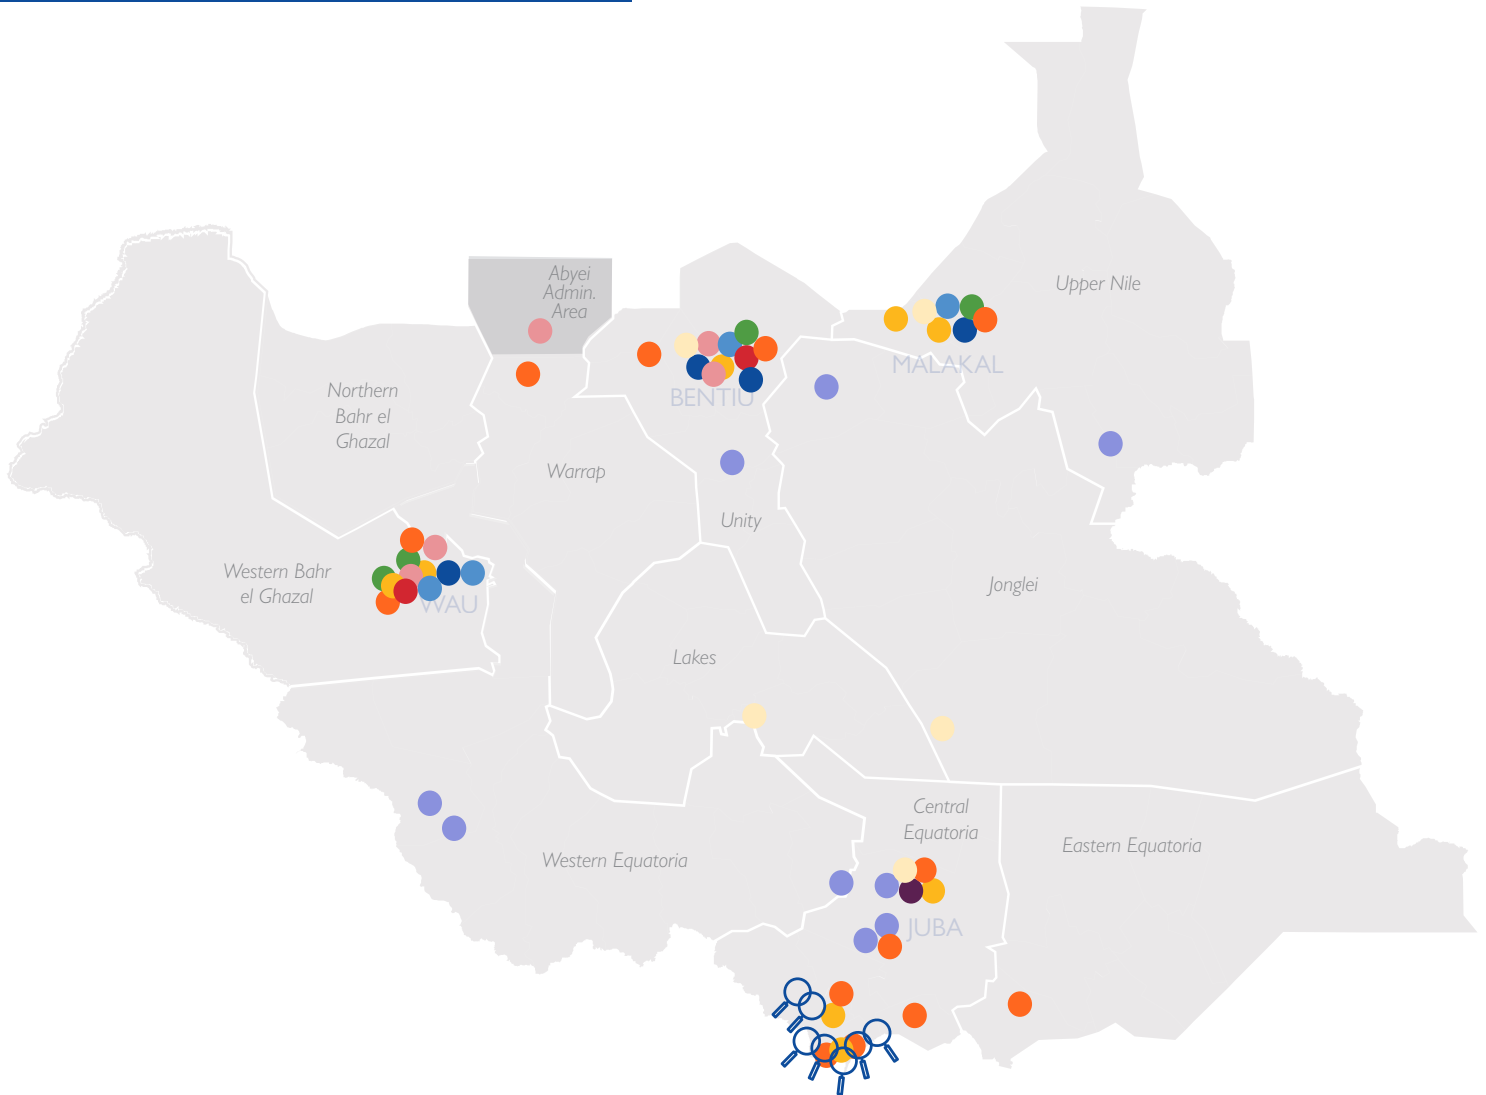 Abyei
Admin.
Area
Upper Nile
MALAKAL
Northern
Bahr el
Ghazal
BENTIU
Warrap
Unity
Western Bahr
el Ghazal
WAU
Jonglei
Lakes
Central
Equatoria
Western Equatoria
Eastern Equatoria
JUBA